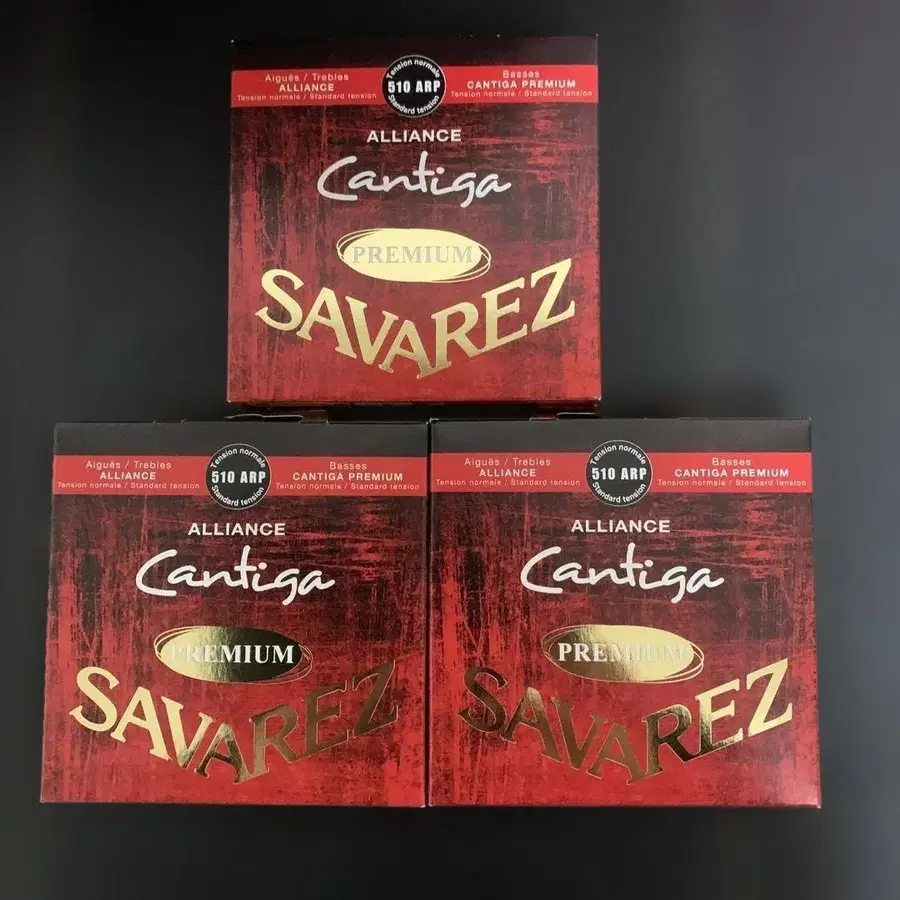 Aiguës / Trebles
ALLIANCE
Tension normale / Standard tension
Tension normale
510 ARP
Standard tension
Basses
CANTIGA PREMIUM
Tension normale / Standard tension
ALLIANCE
Cantiga
PREMIUM
SAVAREZ
Aiguës / Trebles
ALLIANCE
Tension normale / Standard tension
Tension normale
510 ARP
Standard tension
Basses
CANTIGA PREMIUM
Tension normale / Standard tension
ALLIANCE
Cantiga
PREMIUM
SAVAREZ
Aiguës / Trebles
ALLIANCE
Tension normale / Standard tension
Tension normale
510 ARP
Standard tension
Basses
CANTIGA PREMIUM
Tension normale / Standard tension
ALLIANCE
Cantiga
PREMIUM
SAVAREZ